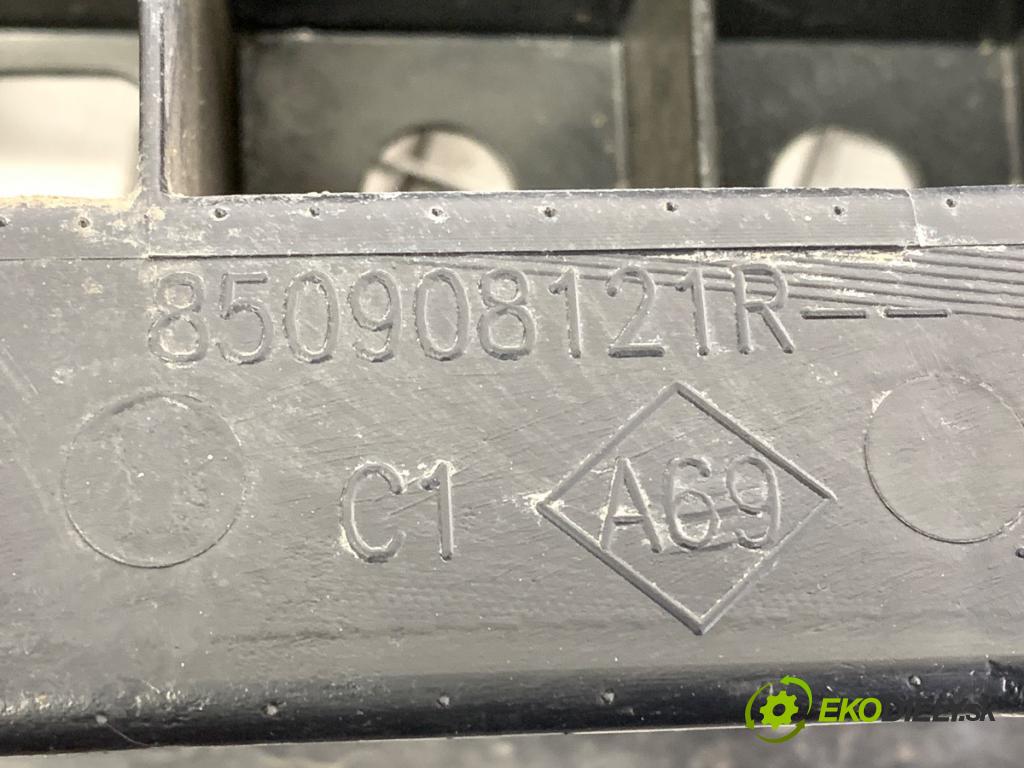 850908121R--
C1 A69
EKODIELY.SK